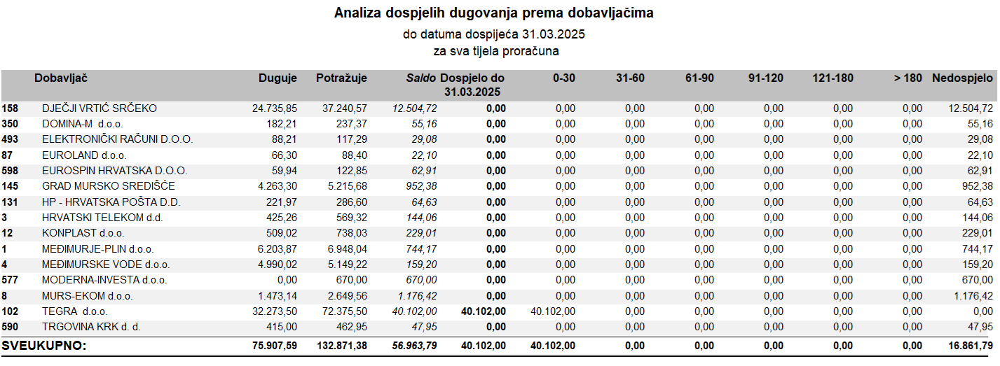 Analiza dospjelih dugovanja prema dobavljačima
do datuma dospijeća 31.03.2025
za sva tijela proračuna
Dobavljač Duguje Potražuje Saldo Dospjelo do 31.03.2025 0-30 31-60 61-90 91-120 121-180 > 180 Nedospjelo
158 DJEČJI VRTIĆ SRČEKO 24.735,85 37.240,57 12.504,72 0,00 0,00 0,00 0,00 0,00 0,00 0,00 12.504,72
350 DOMINA-M d.o.o. 182,21 237,37 55,16 0,00 0,00 0,00 0,00 0,00 0,00 0,00 55,16
493 ELEKTRONIČKI RAČUNI D.O.O. 88,21 117,29 29,08 0,00 0,00 0,00 0,00 0,00 0,00 0,00 29,08
87 EUROLAND d.o.o. 66,30 88,40 22,10 0,00 0,00 0,00 0,00 0,00 0,00 0,00 22,10
598 EUROSPIN HRVATSKA D.O.O. 59,94 122,85 62,91 0,00 0,00 0,00 0,00 0,00 0,00 0,00 62,91
145 GRAD MURSKO SREDIŠĆE 4.263,30 5.215,68 952,38 0,00 0,00 0,00 0,00 0,00 0,00 0,00 952,38
131 HP - HRVATSKA POŠTA D.D. 221,97 286,60 64,63 0,00 0,00 0,00 0,00 0,00 0,00 0,00 64,63
3 HRVATSKI TELEKOM d.d. 425,26 569,32 144,06 0,00 0,00 0,00 0,00 0,00 0,00 0,00 144,06
12 KONPLAST d.o.o. 509,02 738,03 229,01 0,00 0,00 0,00 0,00 0,00 0,00 0,00 229,01
1 MEĐIMURJE-PLIN d.o.o. 6.203,87 6.948,04 744,17 0,00 0,00 0,00 0,00 0,00 0,00 0,00 744,17
4 MEĐIMURSKE VODE d.o.o. 4.990,02 5.149,22 159,20 0,00 0,00 0,00 0,00 0,00 0,00 0,00 159,20
577 MODERNA-INVESTA d.o.o. 0,00 670,00 670,00 0,00 0,00 0,00 0,00 0,00 0,00 0,00 670,00
8 MURS-EKOM d.o.o. 1.473,14 2.649,56 1.176,42 0,00 0,00 0,00 0,00 0,00 0,00 0,00 1.176,42
102 TEGRA d.o.o. 32.273,50 72.375,50 40.102,00 40.102,00 40.102,00 0,00 0,00 0,00 0,00 0,00 0,00
590 TRGOVINA KRK d. d. 415,00 462,95 47,95 0,00 0,00 0,00 0,00 0,00 0,00 0,00 47,95
SVEUKUPNO: 75.907,59 132.871,38 56.963,79 40.102,00 40.102,00 0,00 0,00 0,00 0,00 0,00 16.861,79